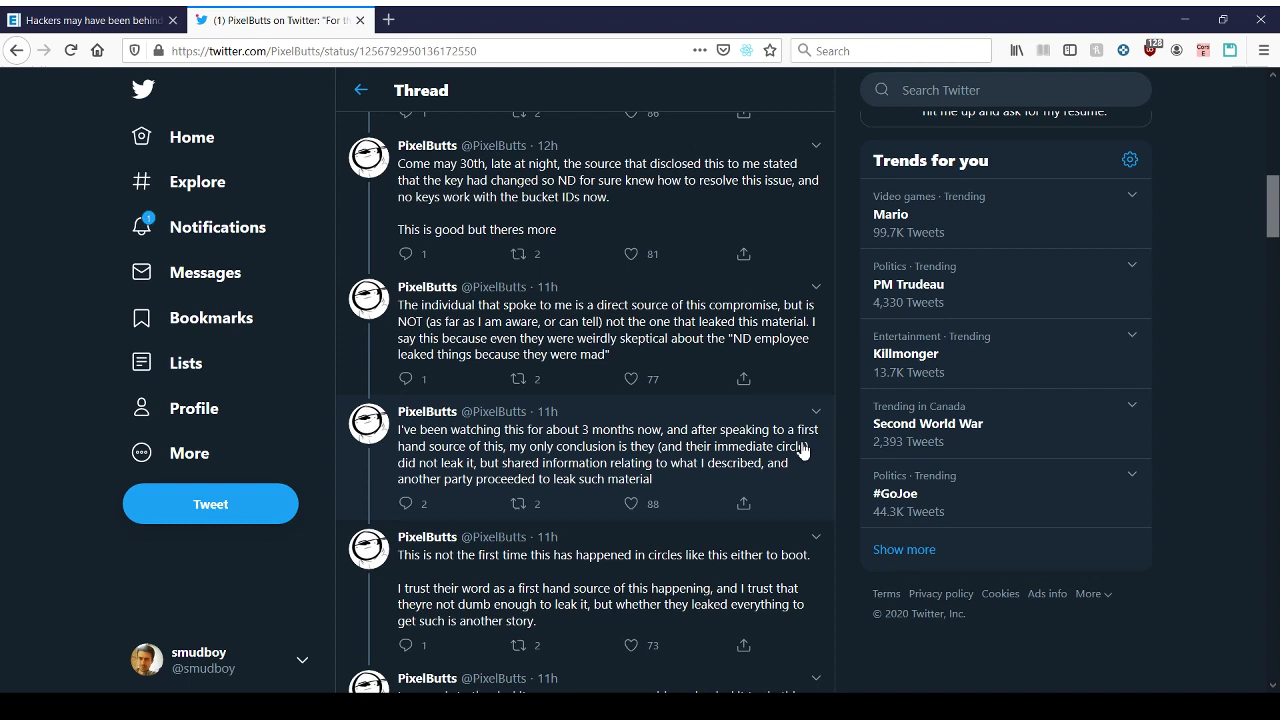 Hackers may have been behind
(1) PixelButts on Twitter: "For th
https://twitter.com/PixelButts/status/1256792950136172550
Search
128
Home
Explore
1
Notifications
Messages
Bookmarks
Lists
Profile
More
Tweet
smudboy
@smudboy
Thread
1 2 86
PixelButts @PixelButts · 12h
Come may 30th, late at night, the source that disclosed this to me stated
that the key had changed so ND for sure knew how to resolve this issue, and
no keys work with the bucket IDs now.
This is good but theres more
1 2 81
PixelButts @PixelButts · 11h
The individual that spoke to me is a direct source of this compromise, but is
NOT (as far as I am aware, or can tell) not the one that leaked this material. I
say this because even they were weirdly skeptical about the "ND employee
leaked things because they were mad"
1 2 77
PixelButts @PixelButts · 11h
I've been watching this for about 3 months now, and after speaking to a first
hand source of this, my only conclusion is they (and their immediate circle)
did not leak it, but shared information relating to what I described, and
another party proceeded to leak such material
2 2 88
PixelButts @PixelButts · 11h
This is not the first time this has happened in circles like this either to boot.
I trust their word as a first hand source of this happening, and I trust that
theyre not dumb enough to leak it, but whether they leaked everything to
get such is another story.
1 2 73
PixelButts @PixelButts · 11h
Search Twitter
hit me up and ask for my resume.
Trends for you
Video games · Trending
Mario
99.7K Tweets
Politics · Trending
PM Trudeau
4,330 Tweets
Entertainment · Trending
Killmonger
13.7K Tweets
Trending in Canada
Second World War
2,393 Tweets
Politics · Trending
#GoJoe
44.3K Tweets
Show more
Terms Privacy policy Cookies Ads info More
© 2020 Twitter, Inc.